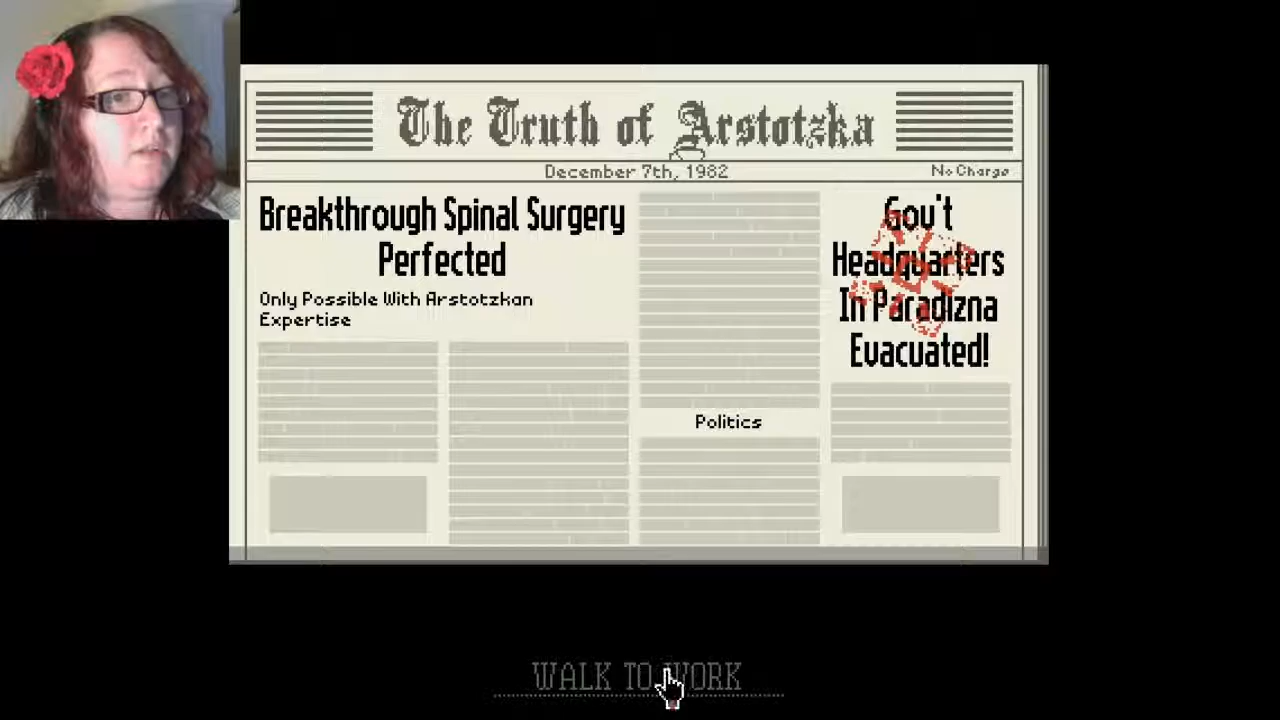 The Truth of Arstotzka
December 7th, 1982
No Charge
Breakthrough Spinal Surgery
Perfected
Only Possible With Arstotzkan
Expertise
Politics
Gov't
Headquarters
In Paradizna
Evacuated!
WALK TO WORK